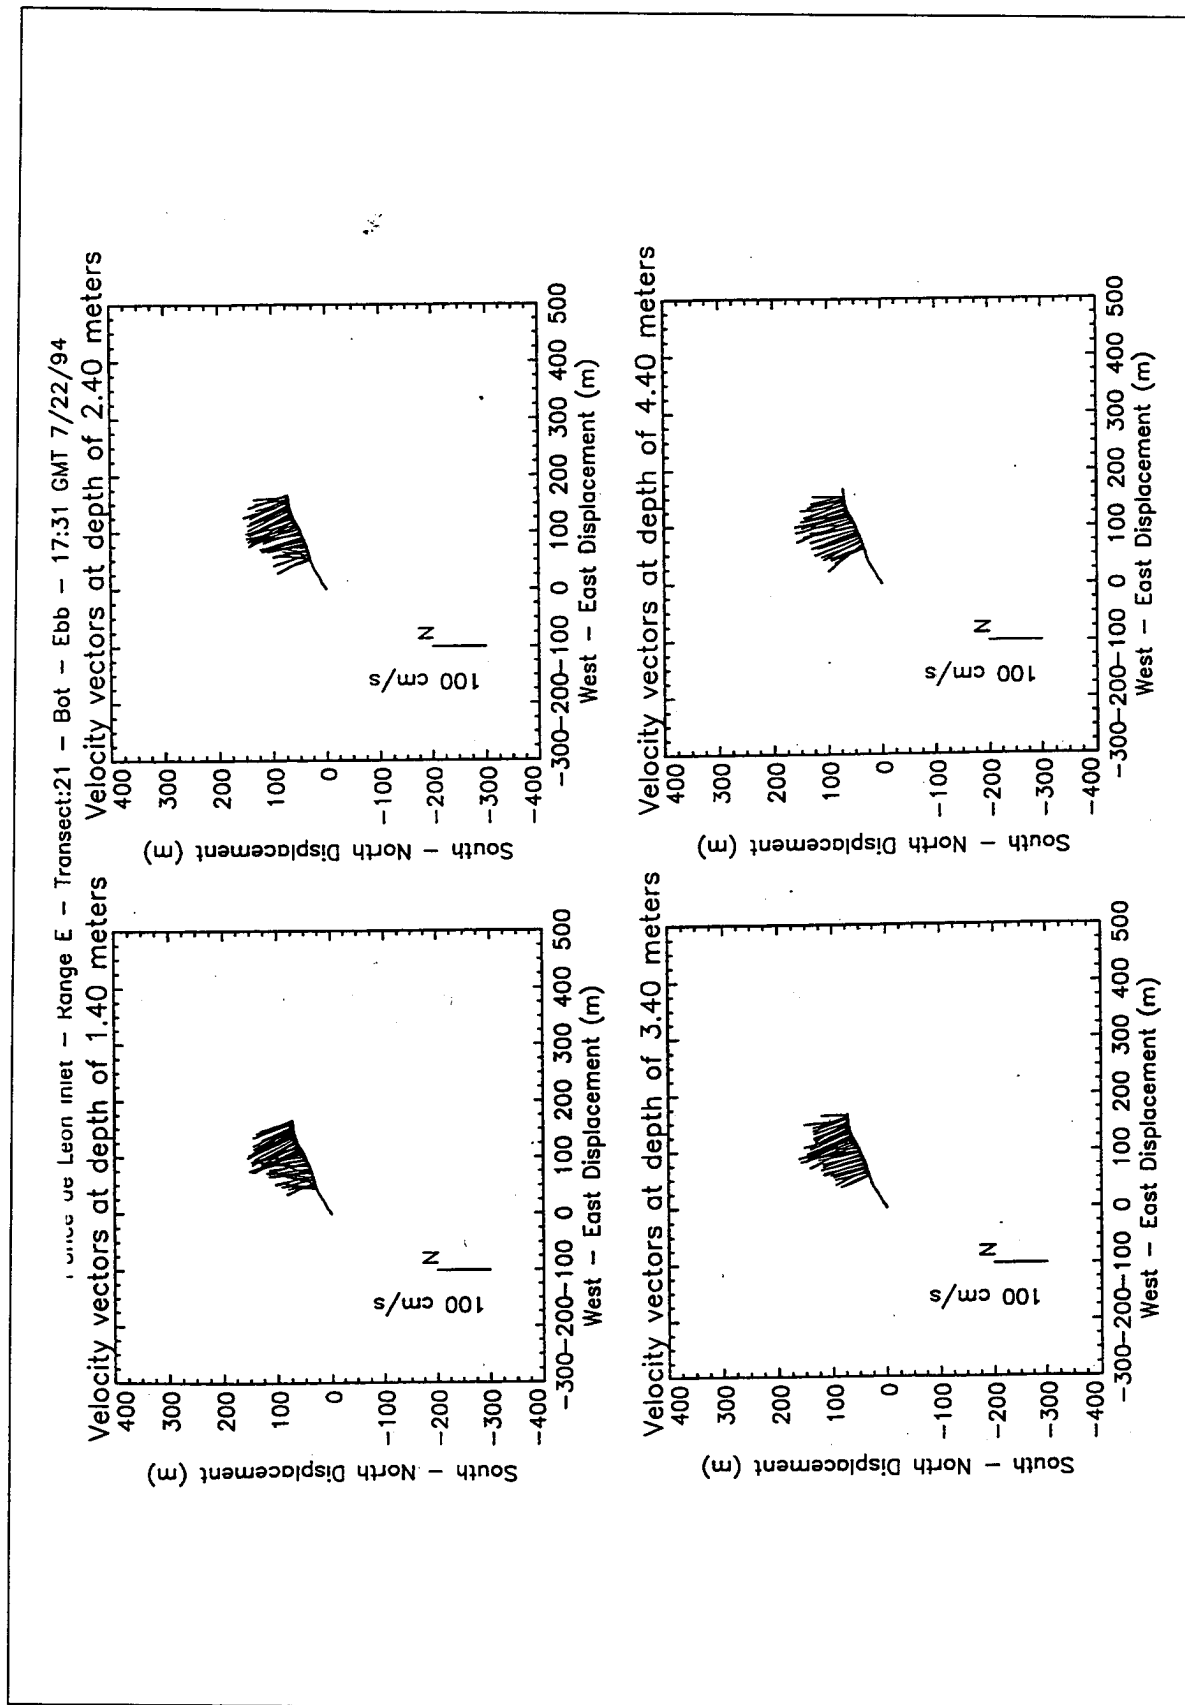 de Leon Inlet – Range E – Transect:21 – Bot – Ebb – 17:31 GMT 7/22/94
Velocity vectors at depth of 1.40 meters
South – North Displacement (m)
400
300
200
100
0
-100
-200
-300
-400
N
100 cm/s
-300-200-100 0 100 200 300 400 500
West – East Displacement (m)
Velocity vectors at depth of 2.40 meters
South – North Displacement (m)
400
300
200
100
0
-100
-200
-300
-400
N
100 cm/s
-300-200-100 0 100 200 300 400 500
West – East Displacement (m)
Velocity vectors at depth of 3.40 meters
South – North Displacement (m)
400
300
200
100
0
-100
-200
-300
-400
N
100 cm/s
-300-200-100 0 100 200 300 400 500
West – East Displacement (m)
Velocity vectors at depth of 4.40 meters
South – North Displacement (m)
400
300
200
100
0
-100
-200
-300
-400
N
100 cm/s
-300-200-100 0 100 200 300 400 500
West – East Displacement (m)